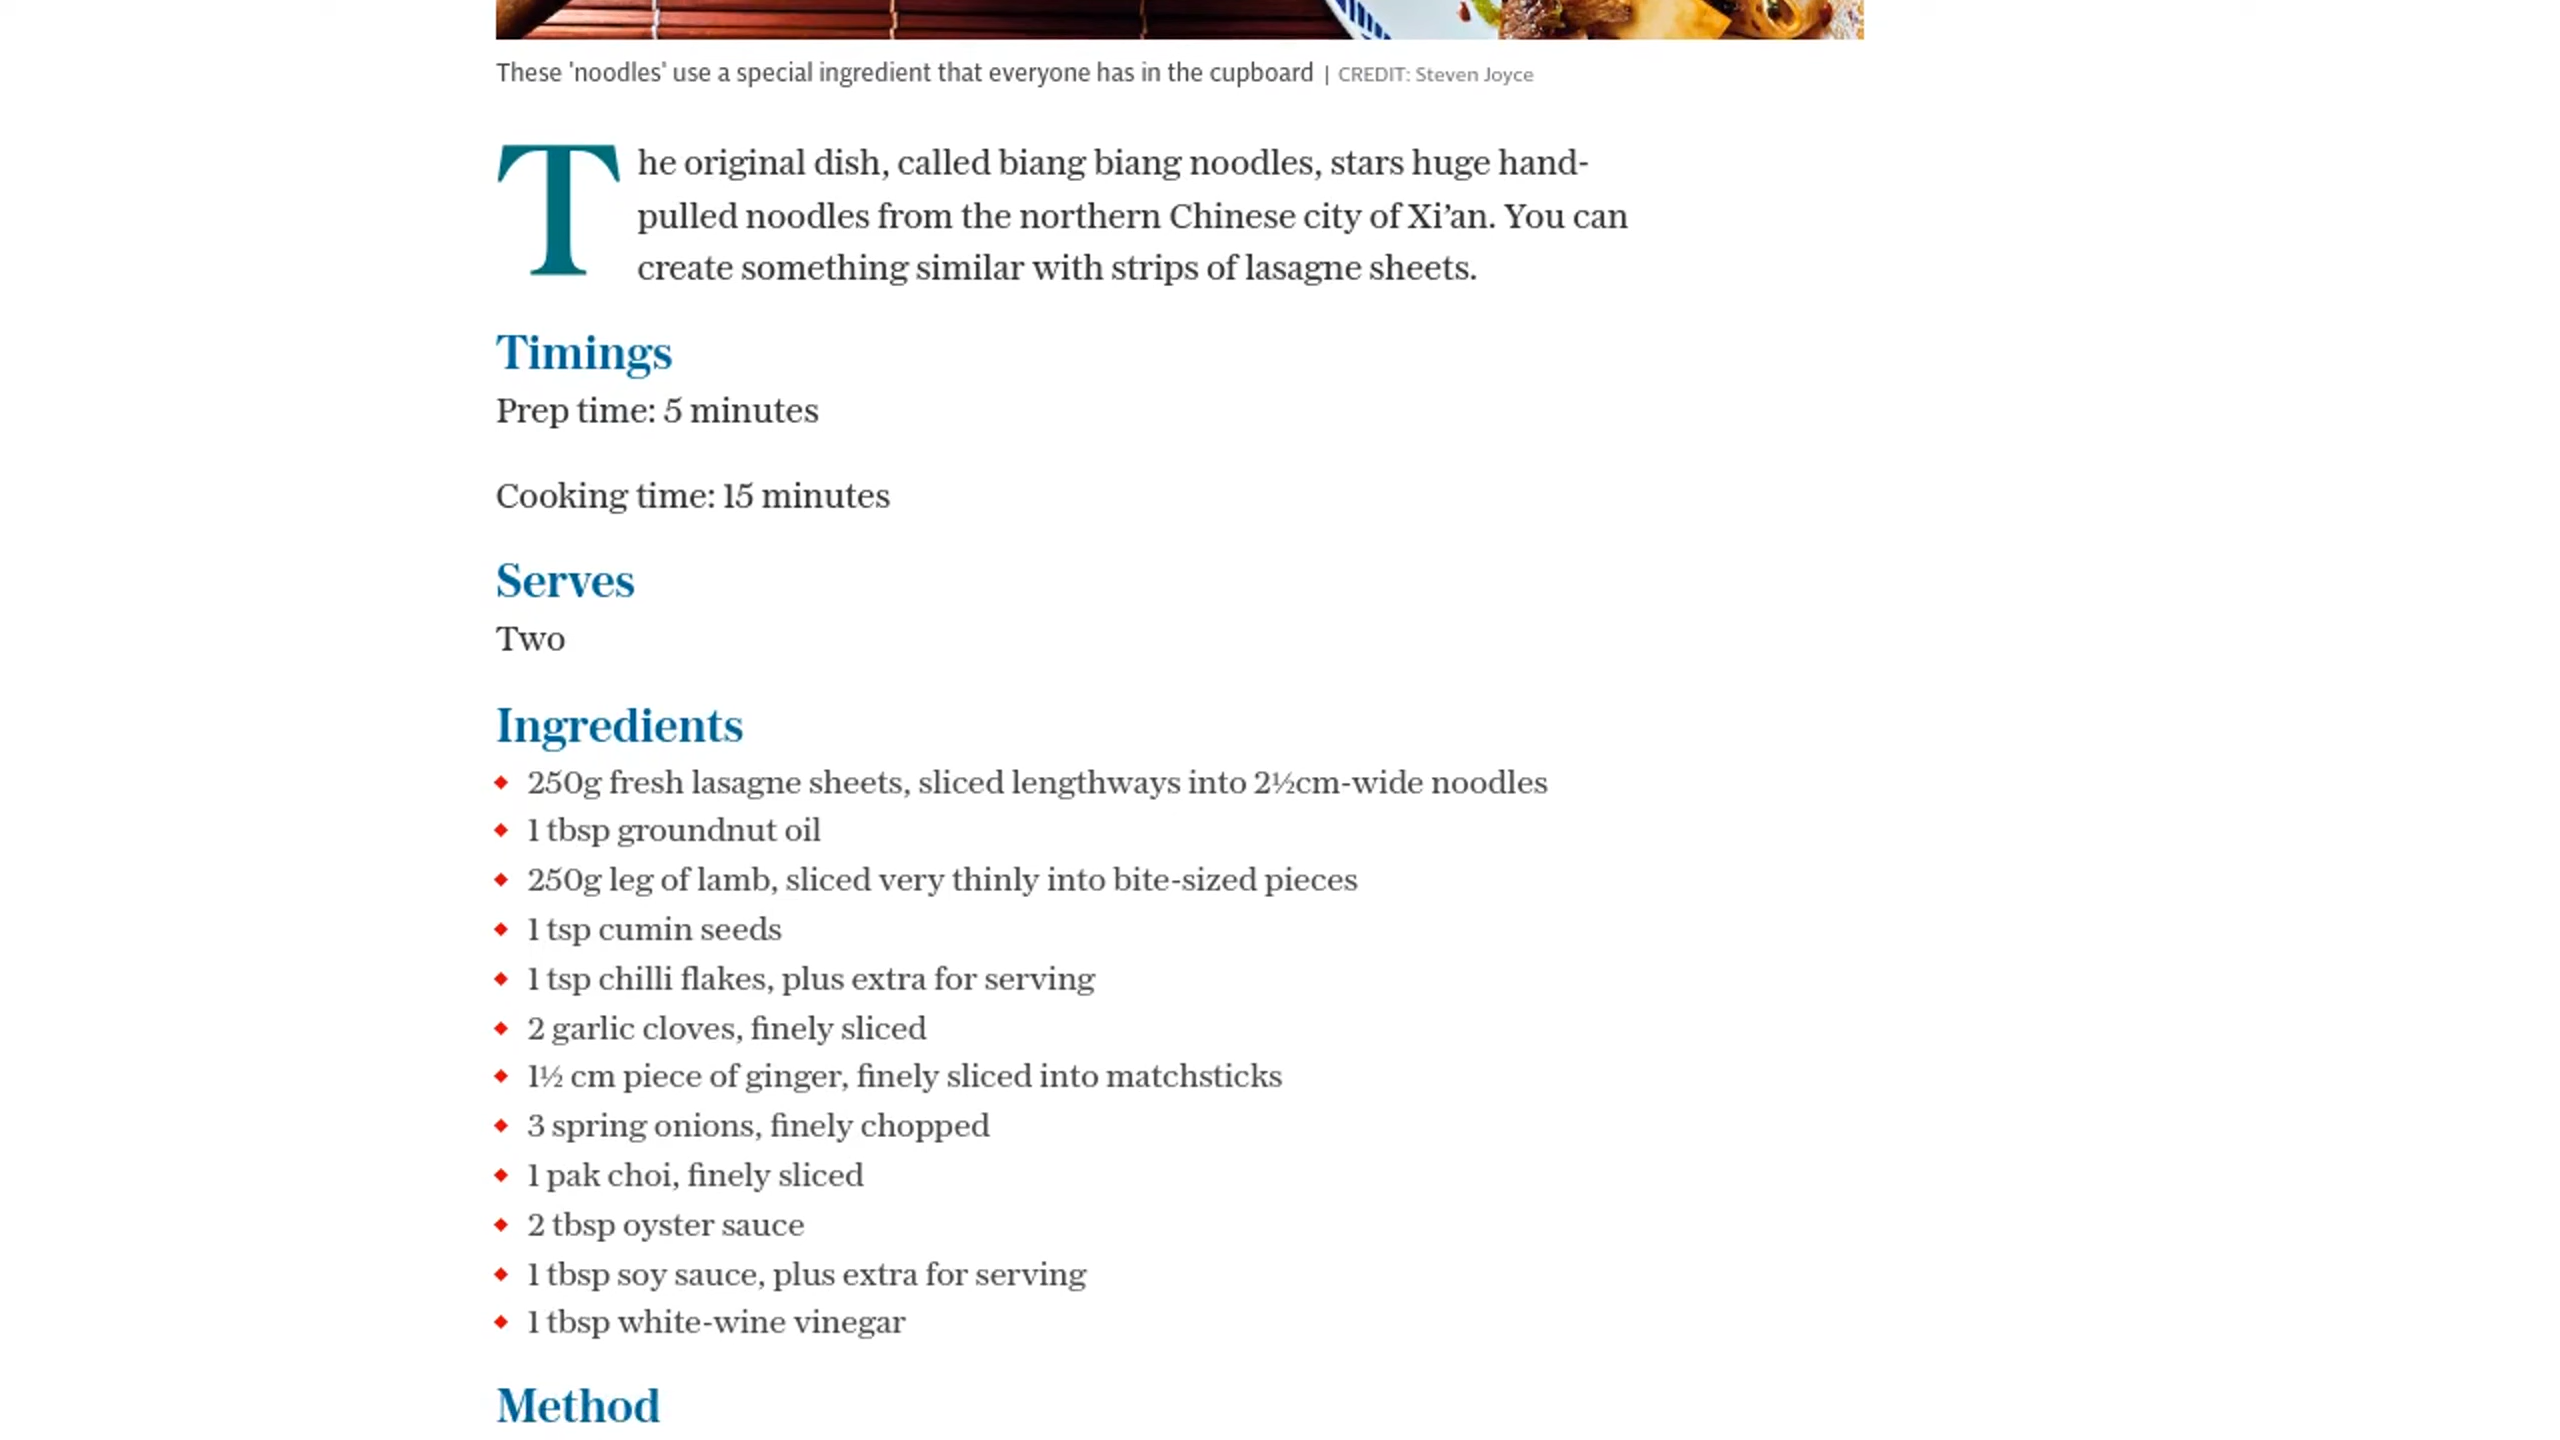 These 'noodles' use a special ingredient that everyone has in the cupboard | CREDIT: Steven Joyce
The original dish, called biang biang noodles, stars huge hand-
pulled noodles from the northern Chinese city of Xi’an. You can
create something similar with strips of lasagne sheets.
Timings
Prep time: 5 minutes
Cooking time: 15 minutes
Serves
Two
Ingredients
250g fresh lasagne sheets, sliced lengthways into 2½cm-wide noodles
1 tbsp groundnut oil
250g leg of lamb, sliced very thinly into bite-sized pieces
1 tsp cumin seeds
1 tsp chilli flakes, plus extra for serving
2 garlic cloves, finely sliced
1½ cm piece of ginger, finely sliced into matchsticks
3 spring onions, finely chopped
1 pak choi, finely sliced
2 tbsp oyster sauce
1 tbsp soy sauce, plus extra for serving
1 tbsp white-wine vinegar
Method